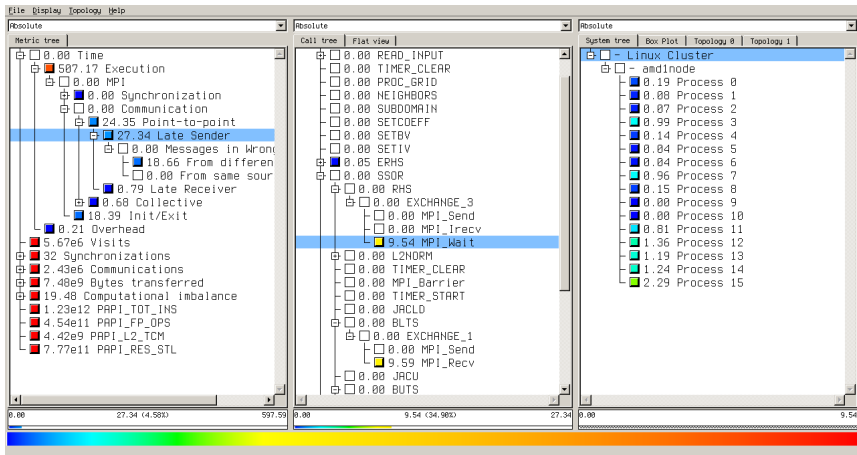 File Display Topology Help
Absolute
Metric tree
0.00 Time
507.17 Execution
0.00 MPI
0.00 Synchronization
0.00 Communication
24.35 Point-to-point
27.34 Late Sender
0.00 Messages in Wrong
18.66 From differen
0.00 From same sour
0.79 Late Receiver
0.68 Collective
18.39 Init/Exit
0.21 Overhead
5.67e6 Visits
32 Synchronizations
2.43e6 Communications
7.48e9 Bytes transferred
19.48 Computational imbalance
1.23e12 PAPI_TOT_INS
4.54e11 PAPI_FP_OPS
4.42e9 PAPI_L2_TCM
7.77e11 PAPI_RES_STL
0.00 27.34 (4.58%) 597.59
Absolute
Call tree Flat view
0.00 READ_INPUT
0.00 TIMER_CLEAR
0.00 PROC_GRID
0.00 NEIGHBORS
0.00 SUBDOMAIN
0.00 SETCOEFF
0.00 SETBV
0.00 SETIV
0.05 ERHS
0.00 SSOR
0.00 RHS
0.00 EXCHANGE_3
0.00 MPI_Send
0.00 MPI_Irecv
9.54 MPI_Wait
0.00 L2NORM
0.00 TIMER_CLEAR
0.00 MPI_Barrier
0.00 TIMER_START
0.00 JACLD
0.00 BLTS
0.00 EXCHANGE_1
0.00 MPI_Send
9.59 MPI_Recv
0.00 JACU
0.00 BUTS
0.00 9.54 (34.90%) 27.34
Absolute
System tree Box Plot Topology 0 Topology 1
- Linux Cluster
- amd1node
0.19 Process 0
0.08 Process 1
0.07 Process 2
0.99 Process 3
0.14 Process 4
0.04 Process 5
0.04 Process 6
0.96 Process 7
0.15 Process 8
0.00 Process 9
0.00 Process 10
0.81 Process 11
1.36 Process 12
1.19 Process 13
1.24 Process 14
2.29 Process 15
0.00 9.54